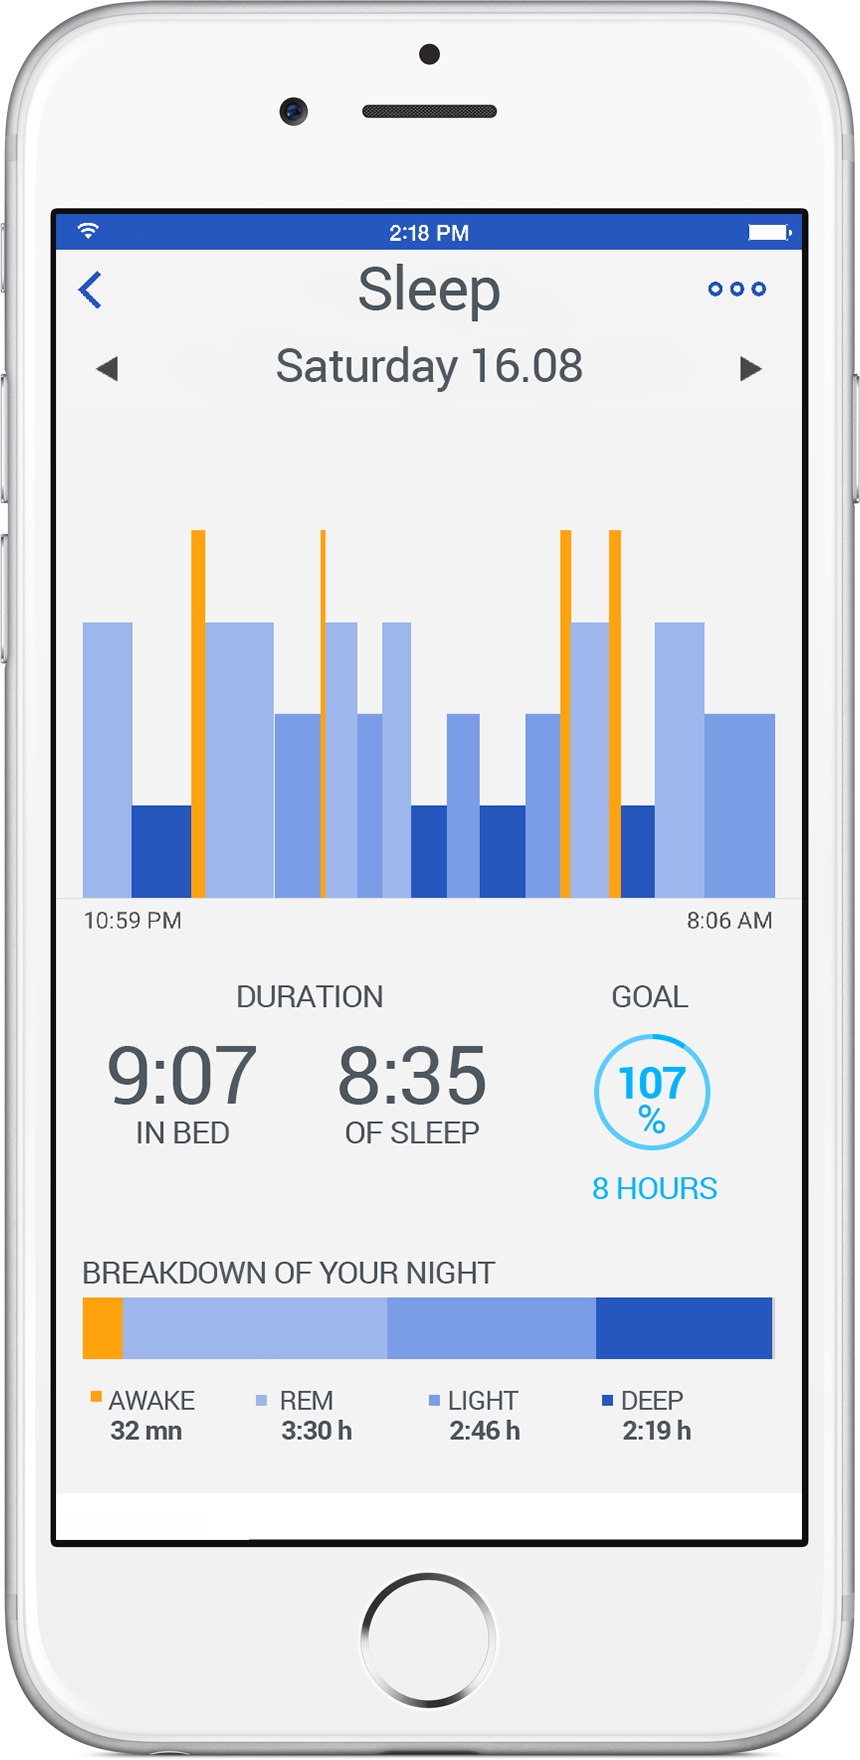 2:18 PM
Sleep
Saturday 16.08
10:59 PM
8:06 AM
DURATION
GOAL
9:07
8:35
107
%
IN BED
OF SLEEP
8 HOURS
BREAKDOWN OF YOUR NIGHT
AWAKE
REM
LIGHT
DEEP
32 mn
3:30 h
2:46 h
2:19 h